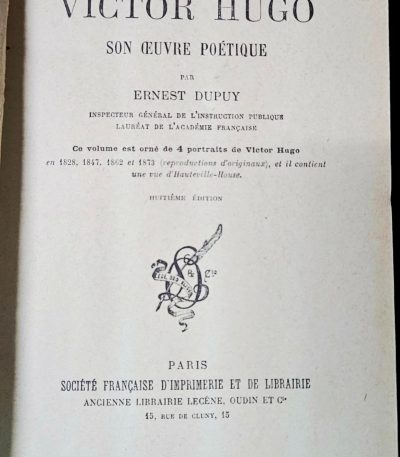 VICTOR HUGO
SON ŒUVRE POÉTIQUE
PAR
ERNEST DUPUY
INSPECTEUR GÉNÉRAL DE L'INSTRUCTION PUBLIQUE
LAURÉAT DE L'ACADÉMIE FRANÇAISE
Ce volume est orné de 4 portraits de Victor Hugo
en 1828, 1847, 1862 et 1873 (reproductions d'originaux), et il contient
une vue d'Hauteville-House.
HUITIÈME ÉDITION
& Cie
PARIS
SOCIÉTÉ FRANÇAISE D'IMPRIMERIE ET DE LIBRAIRIE
ANCIENNE LIBRAIRIE LECÈNE, OUDIN ET Cie
15, RUE DE CLUNY, 15